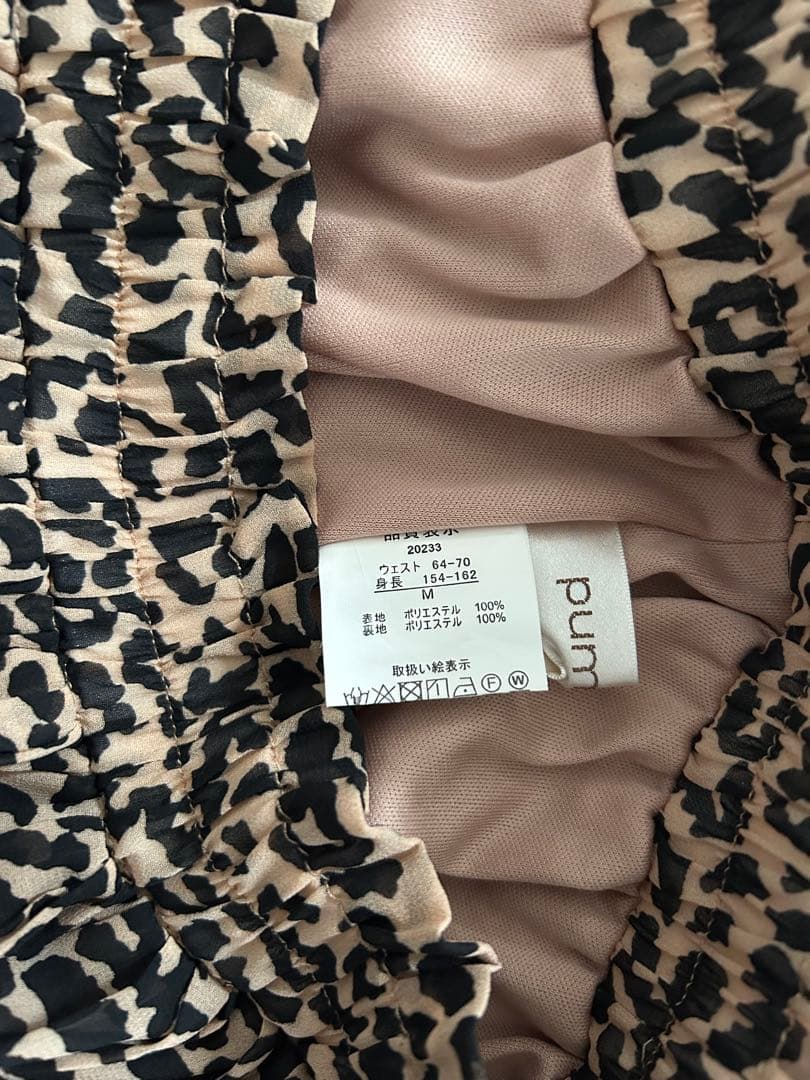 品質表示
20233
ウェスト 64-70
身長 154-162
M
表地 ポリエステル 100%
裏地 ポリエステル 100%
取扱い絵表示
F W